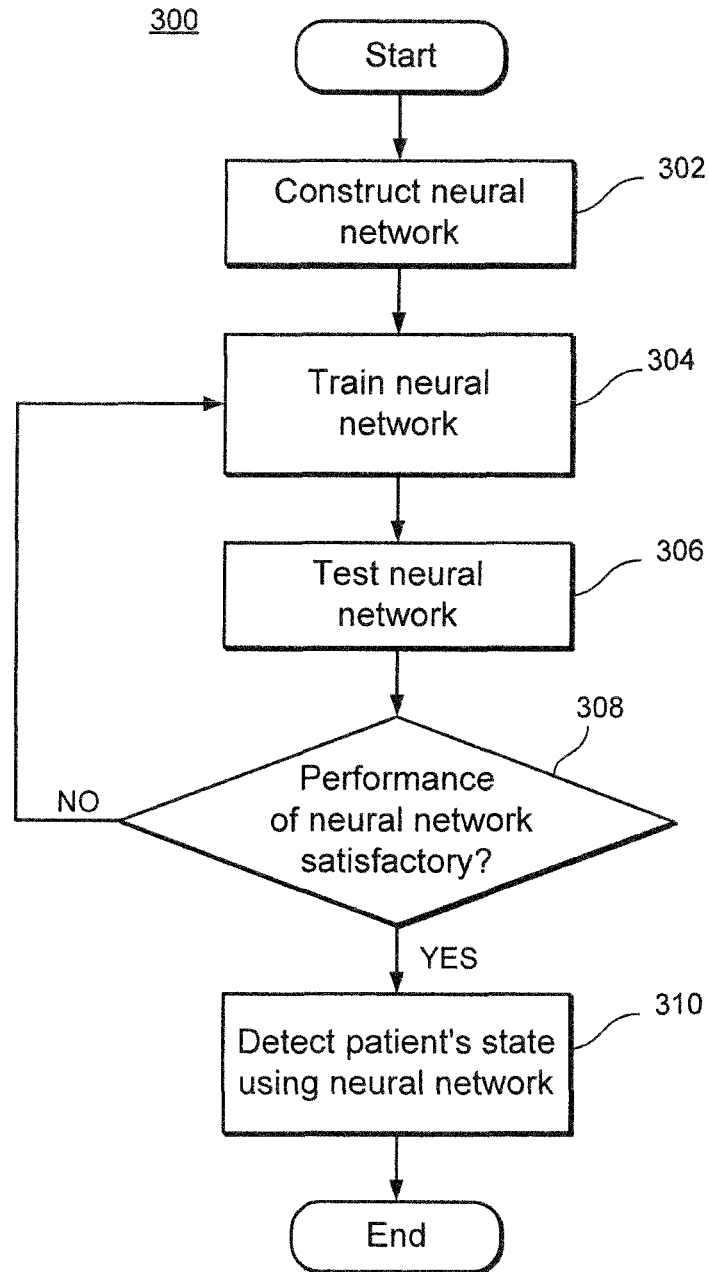 300
Start
Construct neural
network
302
Train neural
network
304
Test neural
network
306
Performance
of neural network
satisfactory?
308
NO
YES
Detect patient's state
using neural network
310
End